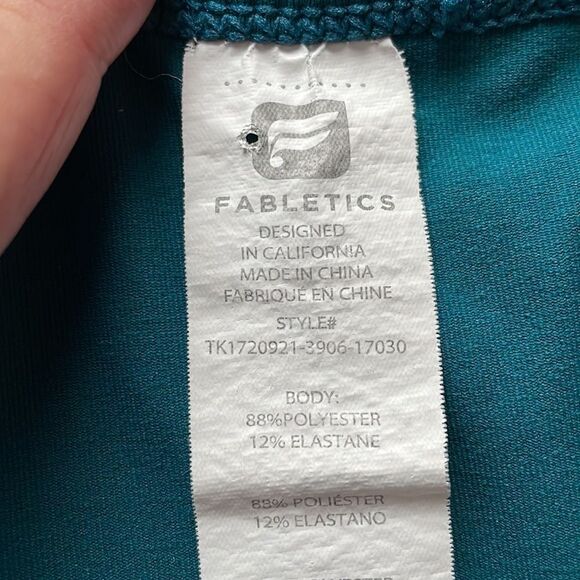 FABLETICS
DESIGNED
IN CALIFORNIA
MADE IN CHINA
FABRIQUÉ EN CHINE
STYLE#
TK1720921-3906-17030
BODY:
88%POLYESTER
12% ELASTANE
88% POLIÉSTER
12% ELASTANO